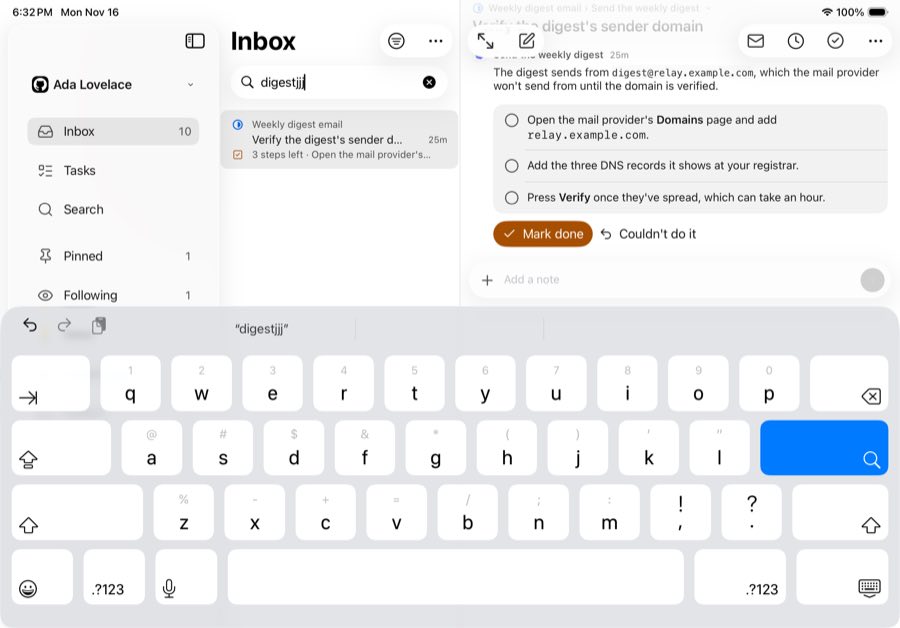 6:32 PM Mon Nov 16
100%
Ada Lovelace
Inbox 10
Tasks
Search
Pinned 1
Following 1
Inbox
digestjjj
Weekly digest email
Verify the digest's sender d... 25m
3 steps left · Open the mail provider's...
Weekly digest email › Send the weekly digest
Verify the digest's sender domain
Send the weekly digest 25m
The digest sends from digest@relay.example.com, which the mail provider
won't send from until the domain is verified.
Open the mail provider's Domains page and add
relay.example.com.
Add the three DNS records it shows at your registrar.
Press Verify once they've spread, which can take an hour.
Mark done
Couldn't do it
Add a note
“digestjjj”
1 2 3 4 5 6 7 8 9 0
q w e r t y u i o p
@ # $ & * ( ) ' "
a s d f g h j k l
% - + = / ; : ! ?
z x c v b n m , .
.?123 .?123